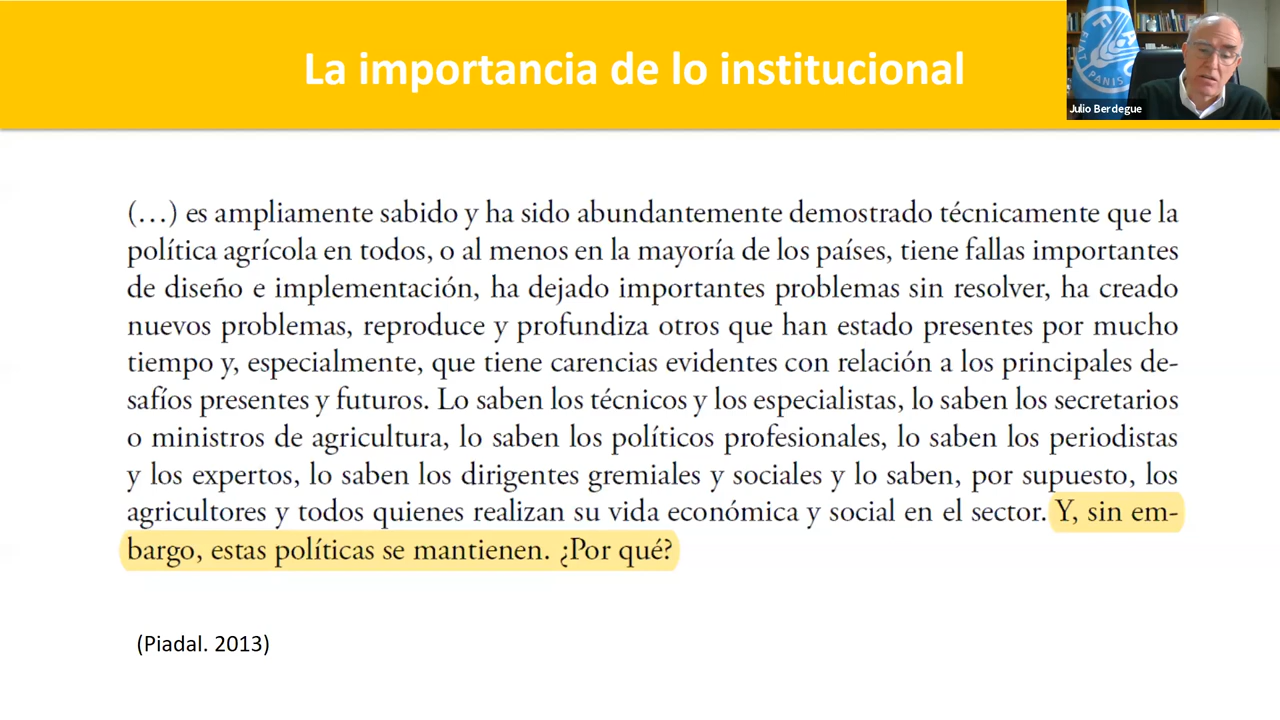 La importancia de lo institucional
FIAT PANIS
Julio Berdegue
(…) es ampliamente sabido y ha sido abundantemente demostrado técnicamente que la
política agrícola en todos, o al menos en la mayoría de los países, tiene fallas importantes
de diseño e implementación, ha dejado importantes problemas sin resolver, ha creado
nuevos problemas, reproduce y profundiza otros que han estado presentes por mucho
tiempo y, especialmente, que tiene carencias evidentes con relación a los principales de-
safíos presentes y futuros. Lo saben los técnicos y los especialistas, lo saben los secretarios
o ministros de agricultura, lo saben los políticos profesionales, lo saben los periodistas
y los expertos, lo saben los dirigentes gremiales y sociales y lo saben, por supuesto, los
agricultores y todos quienes realizan su vida económica y social en el sector. Y, sin em-
bargo, estas políticas se mantienen. ¿Por qué?
(Piadal. 2013)